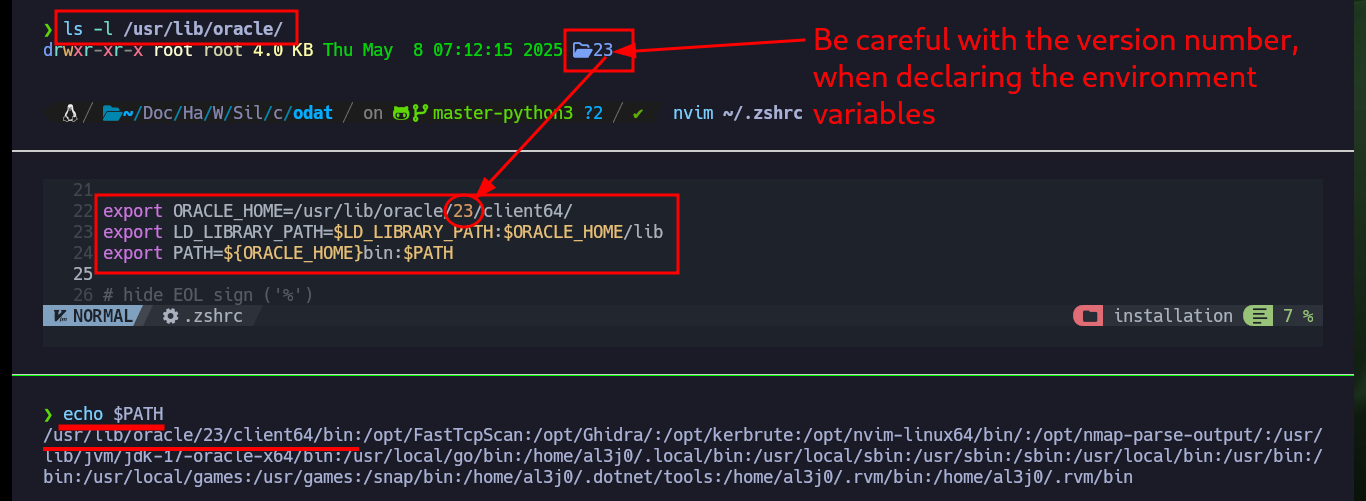 ❯ ls -l /usr/lib/oracle/
drwxr-xr-x root root 4.0 KB Thu May  8 07:12:15 2025 23
Be careful with the version number,
when declaring the environment
variables
/ ~/Doc/Ha/W/Sil/c/odat / on master-python3 ?2 / ✔ nvim ~/.zshrc
21
22 export ORACLE_HOME=/usr/lib/oracle/23/client64/
23 export LD_LIBRARY_PATH=$LD_LIBRARY_PATH:$ORACLE_HOME/lib
24 export PATH=${ORACLE_HOME}bin:$PATH
25
26 # hide EOL sign ('%')
NORMAL .zshrc installation 7 %
❯ echo $PATH
/usr/lib/oracle/23/client64/bin:/opt/FastTcpScan:/opt/Ghidra/:/opt/kerbrute:/opt/nvim-linux64/bin/:/opt/nmap-parse-output/:/usr/
lib/jvm/jdk-17-oracle-x64/bin:/usr/local/go/bin:/home/al3j0/.local/bin:/usr/local/sbin:/usr/sbin:/sbin:/usr/local/bin:/usr/bin:/
bin:/usr/local/games:/usr/games:/snap/bin:/home/al3j0/.dotnet/tools:/home/al3j0/.rvm/bin:/home/al3j0/.rvm/bin